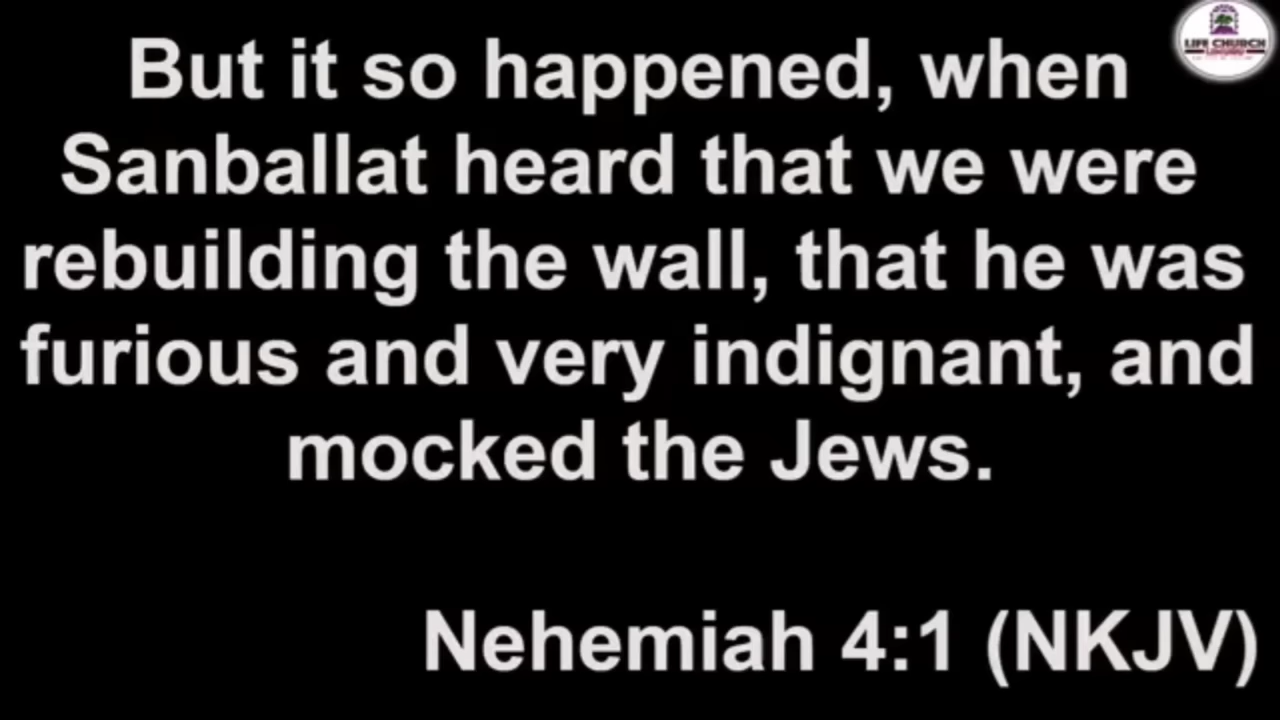 LIFE CHURCH
But it so happened, when
Sanballat heard that we were
rebuilding the wall, that he was
furious and very indignant, and
mocked the Jews.
Nehemiah 4:1 (NKJV)